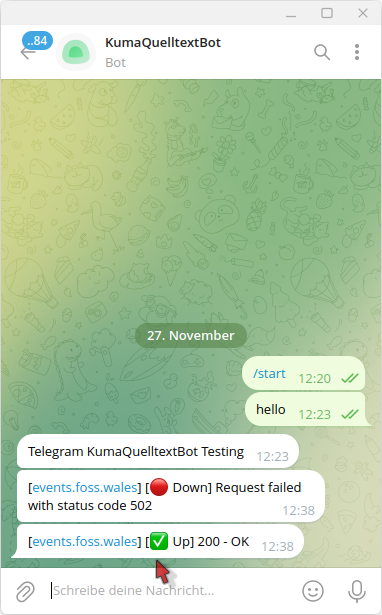 ..84
KumaQuelltextBot
Bot
27. November
/start 12:20
hello 12:23
Telegram KumaQuelltextBot Testing 12:23
[events.foss.wales] [🔴 Down] Request failed
with status code 502 12:38
[events.foss.wales] [✅ Up] 200 - OK 12:38
Schreibe deine Nachricht...